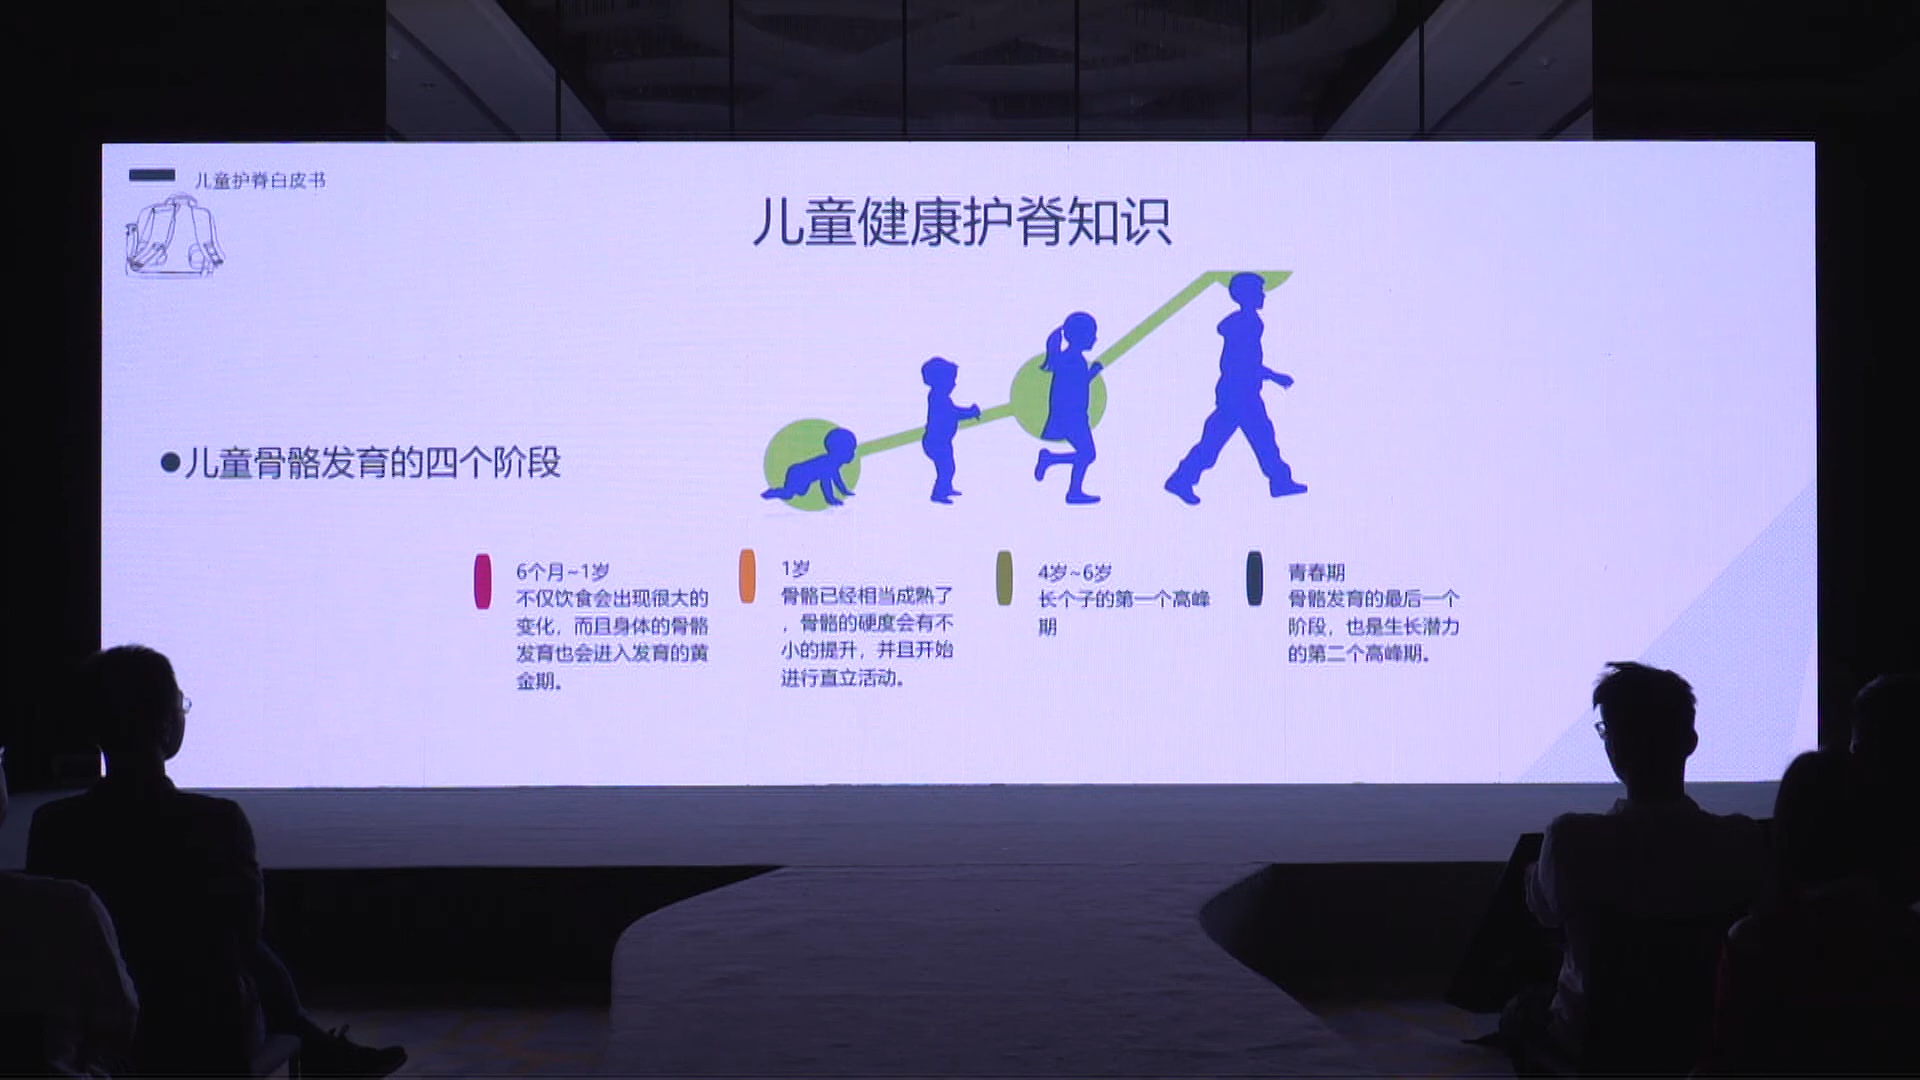 儿童护脊白皮书
儿童健康护脊知识
●儿童骨骼发育的四个阶段
6个月~1岁
不仅饮食会出现很大的
变化，而且身体的骨骼
发育也会进入发育的黄
金期。
1岁
骨骼已经相当成熟了
，骨骼的硬度会有不
小的提升，并且开始
进行直立活动。
4岁~6岁
长个子的第一个高峰
期
青春期
骨骼发育的最后一个
阶段，也是生长潜力
的第二个高峰期。